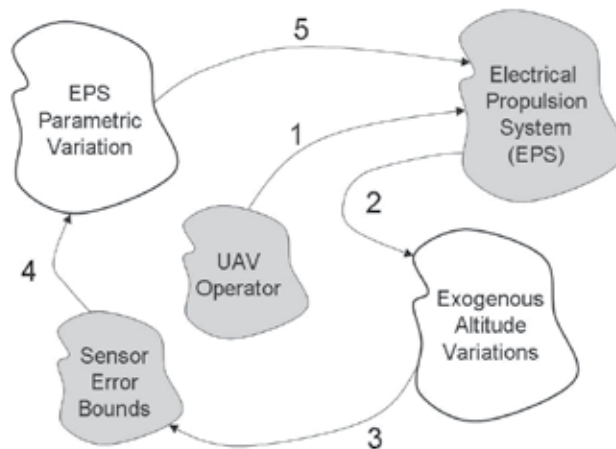 5
EPS
Parametric
Variation
Electrical
Propulsion
System
(EPS)
1
2
UAV
Operator
4
Exogenous
Altitude
Variations
Sensor
Error
Bounds
3